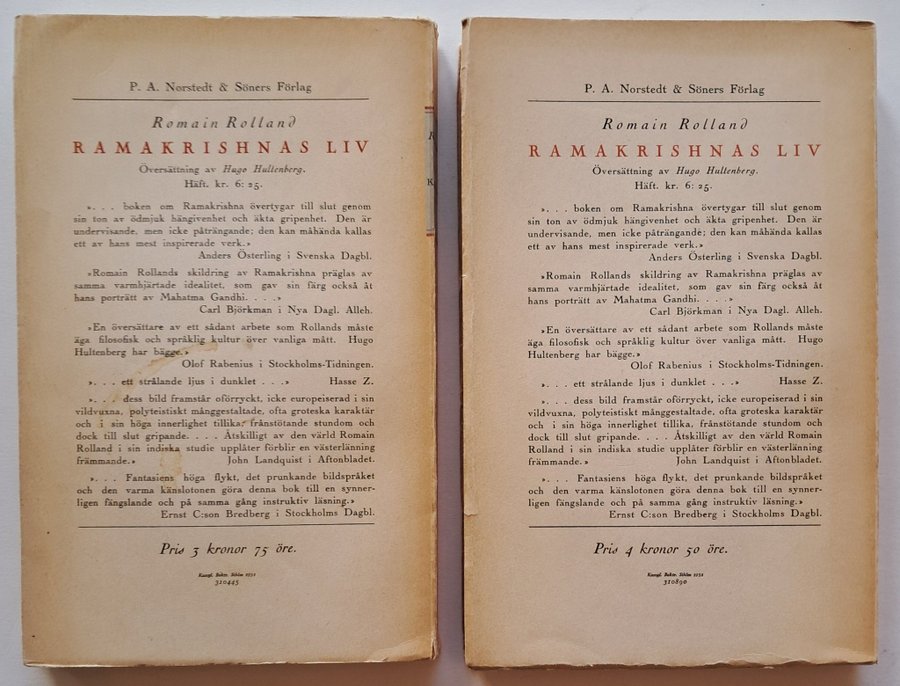 P. A. Norstedt & Söners Förlag
Romain Rolland
RAMAKRISHNAS LIV
Översättning av Hugo Hultenberg.
Häft. kr. 6: 25.
». . . boken om Ramakrishna övertygar till slut genom
sin ton av ödmjuk hängivenhet och äkta gripenhet. Den är
undervisande, men icke påträngande; den kan måhända kallas
ett av hans mest inspirerade verk.»
Anders Österling i Svenska Dagbl.
»Romain Rollands skildring av Ramakrishna präglas av
samma varmhjärtade idealitet, som gav sin färg också åt
hans porträtt av Mahatma Gandhi. . . .»
Carl Björkman i Nya Dagl. Alleh.
»En översättare av ett sådant arbete som Rollands måste
äga filosofisk och språklig kultur över vanliga mått. Hugo
Hultenberg har bägge.»
Olof Rabenius i Stockholms-Tidningen.
». . . ett strålande ljus i dunklet . . .» Hasse Z.
». . . dess bild framstår oförryckt, icke europeiserad i sin
vildvuxna, polyteistiskt månggestaltade, ofta groteska karaktär
och i sin höga innerlighet tillika; frånstötande stundom och
dock till slut gripande. . . . Åtskilligt av den värld Romain
Rolland i sin indiska studie upplåter förblir en västerlänning
främmande.» John Landquist i Aftonbladet.
». . . Fantasiens höga flykt, det prunkande bildspråket
och den varma känslotonen göra denna bok till en synner-
ligen fängslande och på samma gång instruktiv läsning.»
Ernst C:son Bredberg i Stockholms Dagbl.
Pris 3 kronor 75 öre.
Kungl. Boktr. Sthlm 1931
310445
R
K
P. A. Norstedt & Söners Förlag
Romain Rolland
RAMAKRISHNAS LIV
Översättning av Hugo Hultenberg.
Häft. kr. 6: 25.
». . . boken om Ramakrishna övertygar till slut genom
sin ton av ödmjuk hängivenhet och äkta gripenhet. Den är
undervisande, men icke påträngande; den kan måhända kallas
ett av hans mest inspirerade verk.»
Anders Österling i Svenska Dagbl.
»Romain Rollands skildring av Ramakrishna präglas av
samma varmhjärtade idealitet, som gav sin färg också åt
hans porträtt av Mahatma Gandhi. . . .»
Carl Björkman i Nya Dagl. Alleh.
»En översättare av ett sådant arbete som Rollands måste
äga filosofisk och språklig kultur över vanliga mått. Hugo
Hultenberg har bägge.»
Olof Rabenius i Stockholms-Tidningen.
». . . ett strålande ljus i dunklet . . .» Hasse Z.
». . . dess bild framstår oförryckt, icke europeiserad i sin
vildvuxna, polyteistiskt månggestaltade, ofta groteska karaktär
och i sin höga innerlighet tillika, frånstötande stundom och
dock till slut gripande. . . . Åtskilligt av den värld Romain
Rolland i sin indiska studie upplåter förblir en västerlänning
främmande.» John Landquist i Aftonbladet.
». . . Fantasiens höga flykt, det prunkande bildspråket
och den varma känslotonen göra denna bok till en synner-
ligen fängslande och på samma gång instruktiv läsning.»
Ernst C:son Bredberg i Stockholms Dagbl.
Pris 4 kronor 50 öre.
Kungl. Boktr. Sthlm 1931
310890